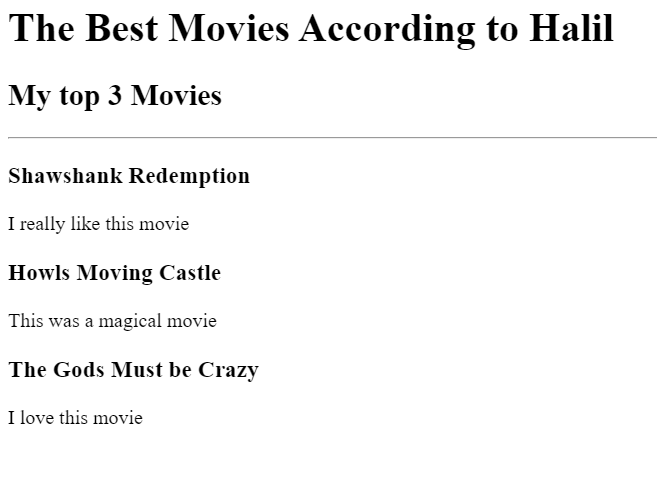 The Best Movies According to Halil
My top 3 Movies
Shawshank Redemption
I really like this movie
Howls Moving Castle
This was a magical movie
The Gods Must be Crazy
I love this movie